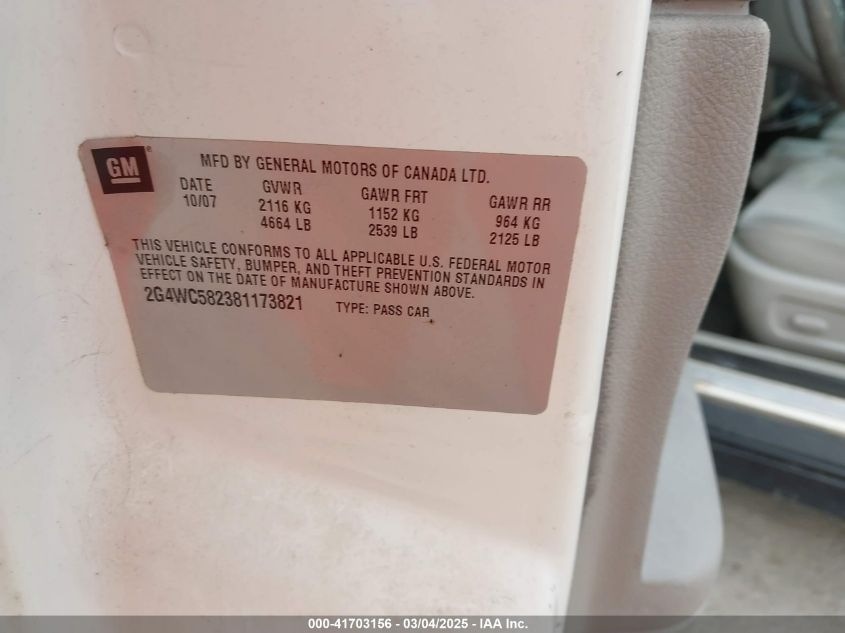 GM
MFD BY GENERAL MOTORS OF CANADA LTD.
DATE GVWR GAWR FRT GAWR RR
10/07 2116 KG 1152 KG 964 KG
4664 LB 2539 LB 2125 LB
THIS VEHICLE CONFORMS TO ALL APPLICABLE U.S. FEDERAL MOTOR
VEHICLE SAFETY, BUMPER, AND THEFT PREVENTION STANDARDS IN
EFFECT ON THE DATE OF MANUFACTURE SHOWN ABOVE.
2G4WC582381173821 TYPE: PASS CAR
000-41703156 - 03/04/2025 - IAA Inc.